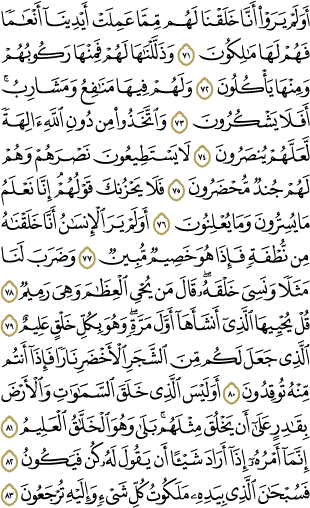 أَوَلَمْ يَرَوْا۟ أَنَّا خَلَقْنَا لَهُم مِّمَّا عَمِلَتْ أَيْدِينَآ أَنْعَٰمًا
فَهُمْ لَهَا مَٰلِكُونَ ٧١ وَذَلَّلْنَٰهَا لَهُمْ فَمِنْهَا رَكُوبُهُمْ
وَمِنْهَا يَأْكُلُونَ ٧٢ وَلَهُمْ فِيهَا مَنَٰفِعُ وَمَشَارِبُ ۖ
أَفَلَا يَشْكُرُونَ ٧٣ وَٱتَّخَذُوا۟ مِن دُونِ ٱللَّهِ ءَالِهَةً
لَّعَلَّهُمْ يُنصَرُونَ ٧٤ لَا يَسْتَطِيعُونَ نَصْرَهُمْ وَهُمْ
لَهُمْ جُندٌ مُّحْضَرُونَ ٧٥ فَلَا يَحْزُنكَ قَوْلُهُمْ ۘ إِنَّا نَعْلَمُ
مَا يُسِرُّونَ وَمَا يُعْلِنُونَ ٧٦ أَوَلَمْ يَرَ ٱلْإِنسَٰنُ أَنَّا خَلَقْنَٰهُ
مِن نُّطْفَةٍ فَإِذَا هُوَ خَصِيمٌ مُّبِينٌ ٧٧ وَضَرَبَ لَنَا
مَثَلًا وَنَسِىَ خَلْقَهُۥ ۖ قَالَ مَن يُحْىِ ٱلْعِظَٰمَ وَهِىَ رَمِيمٌ ٧٨
قُلْ يُحْيِيهَا ٱلَّذِىٓ أَنشَأَهَآ أَوَّلَ مَرَّةٍ ۖ وَهُوَ بِكُلِّ خَلْقٍ عَلِيمٌ ٧٩
ٱلَّذِى جَعَلَ لَكُم مِّنَ ٱلشَّجَرِ ٱلْأَخْضَرِ نَارًا فَإِذَآ أَنتُم
مِّنْهُ تُوقِدُونَ ٨٠ أَوَلَيْسَ ٱلَّذِى خَلَقَ ٱلسَّمَٰوَٰتِ وَٱلْأَرْضَ
بِقَٰدِرٍ عَلَىٰٓ أَن يَخْلُقَ مِثْلَهُم ۚ بَلَىٰ وَهُوَ ٱلْخَلَّٰقُ ٱلْعَلِيمُ ٨١
إِنَّمَآ أَمْرُهُۥٓ إِذَآ أَرَادَ شَيْـًٔا أَن يَقُولَ لَهُۥ كُن فَيَكُونُ ٨٢
فَسُبْحَٰنَ ٱلَّذِى بِيَدِهِۦ مَلَكُوتُ كُلِّ شَىْءٍ وَإِلَيْهِ تُرْجَعُونَ ٨٣